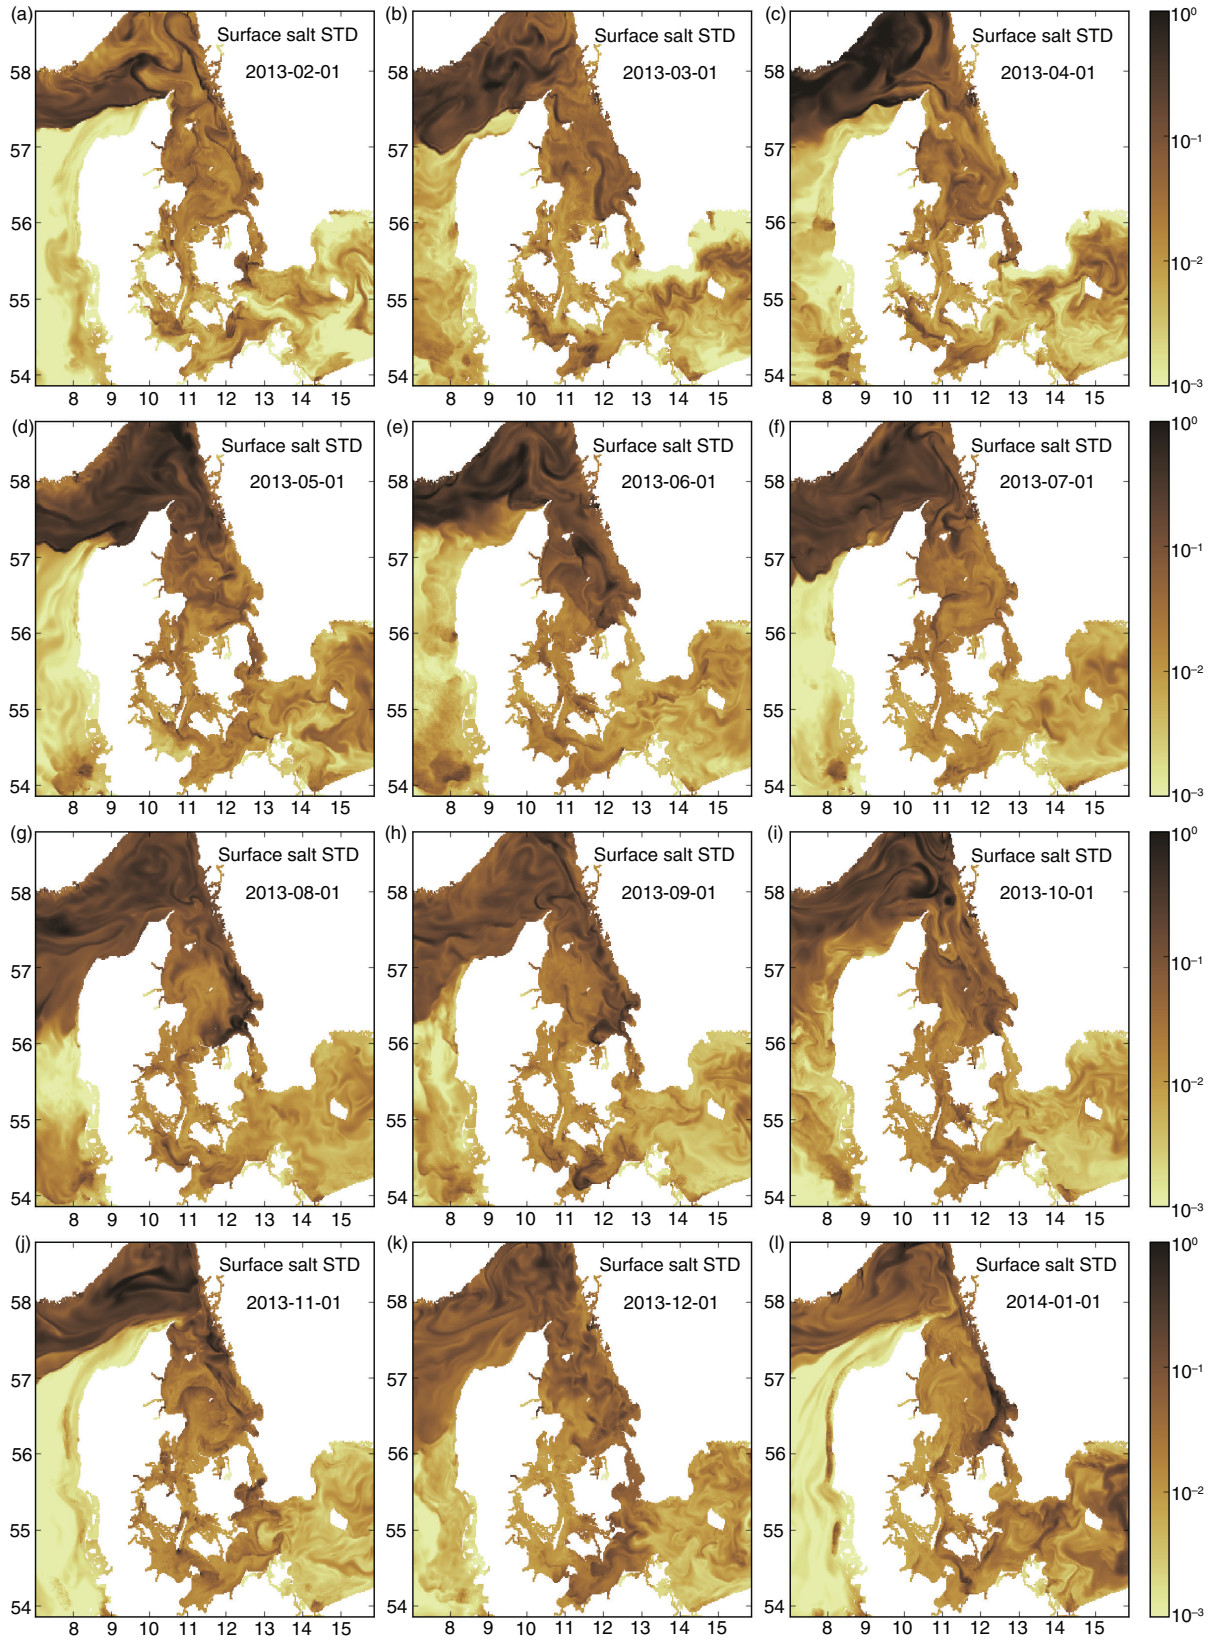 (a) Surface salt STD (b) Surface salt STD (c) Surface salt STD 10⁰
58 2013-02-01 58 2013-03-01 58 2013-04-01
57 57 57 10⁻¹
56 56 56
10⁻²
55 55 55
54 54 54 10⁻³
8 9 10 11 12 13 14 15 8 9 10 11 12 13 14 15 8 9 10 11 12 13 14 15
(d) Surface salt STD (e) Surface salt STD (f) Surface salt STD 10⁰
58 2013-05-01 58 2013-06-01 58 2013-07-01
57 57 57 10⁻¹
56 56 56
10⁻²
55 55 55
54 54 54 10⁻³
8 9 10 11 12 13 14 15 8 9 10 11 12 13 14 15 8 9 10 11 12 13 14 15
(g) Surface salt STD (h) Surface salt STD (i) Surface salt STD 10⁰
58 2013-08-01 58 2013-09-01 58 2013-10-01
57 57 57 10⁻¹
56 56 56
10⁻²
55 55 55
54 54 54 10⁻³
8 9 10 11 12 13 14 15 8 9 10 11 12 13 14 15 8 9 10 11 12 13 14 15
(j) Surface salt STD (k) Surface salt STD (l) Surface salt STD 10⁰
58 2013-11-01 58 2013-12-01 58 2014-01-01
57 57 57 10⁻¹
56 56 56
10⁻²
55 55 55
54 54 54 10⁻³
8 9 10 11 12 13 14 15 8 9 10 11 12 13 14 15 8 9 10 11 12 13 14 15